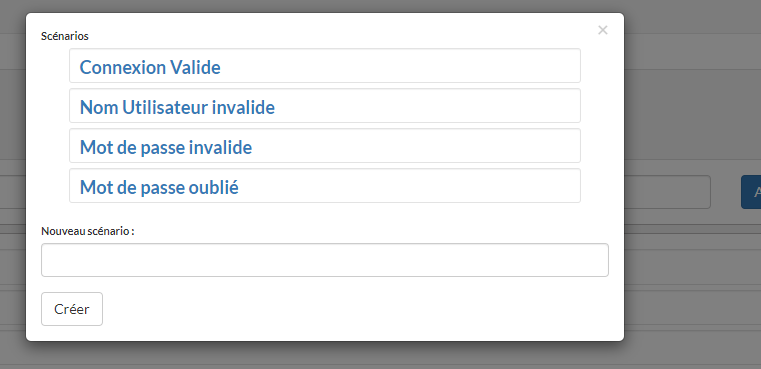 Scénarios
×
Connexion Valide
Nom Utilisateur invalide
Mot de passe invalide
Mot de passe oublié
Nouveau scénario :
Créer
A